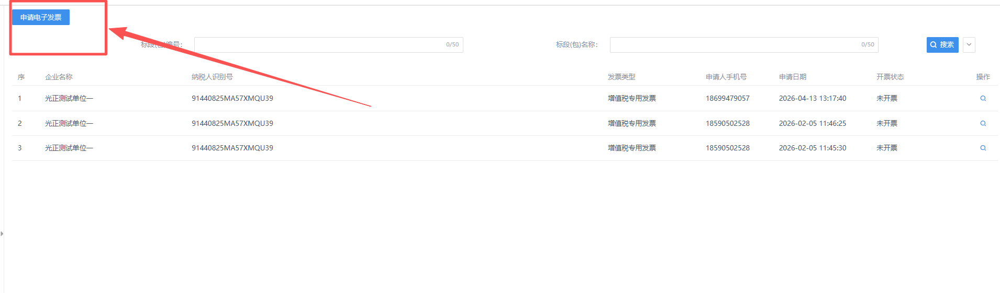 申请电子发票
标段(包)编号： 0/50 标段(包)名称： 0/50 搜索
序 企业名称 纳税人识别号 发票类型 申请人手机号 申请日期 开票状态 操作
1 光正测试单位一 91440825MA57XMQU39 增值税专用发票 18699479057 2026-04-13 13:17:40 未开票
2 光正测试单位一 91440825MA57XMQU39 增值税专用发票 18590502528 2026-02-05 11:46:25 未开票
3 光正测试单位一 91440825MA57XMQU39 增值税专用发票 18590502528 2026-02-05 11:45:30 未开票